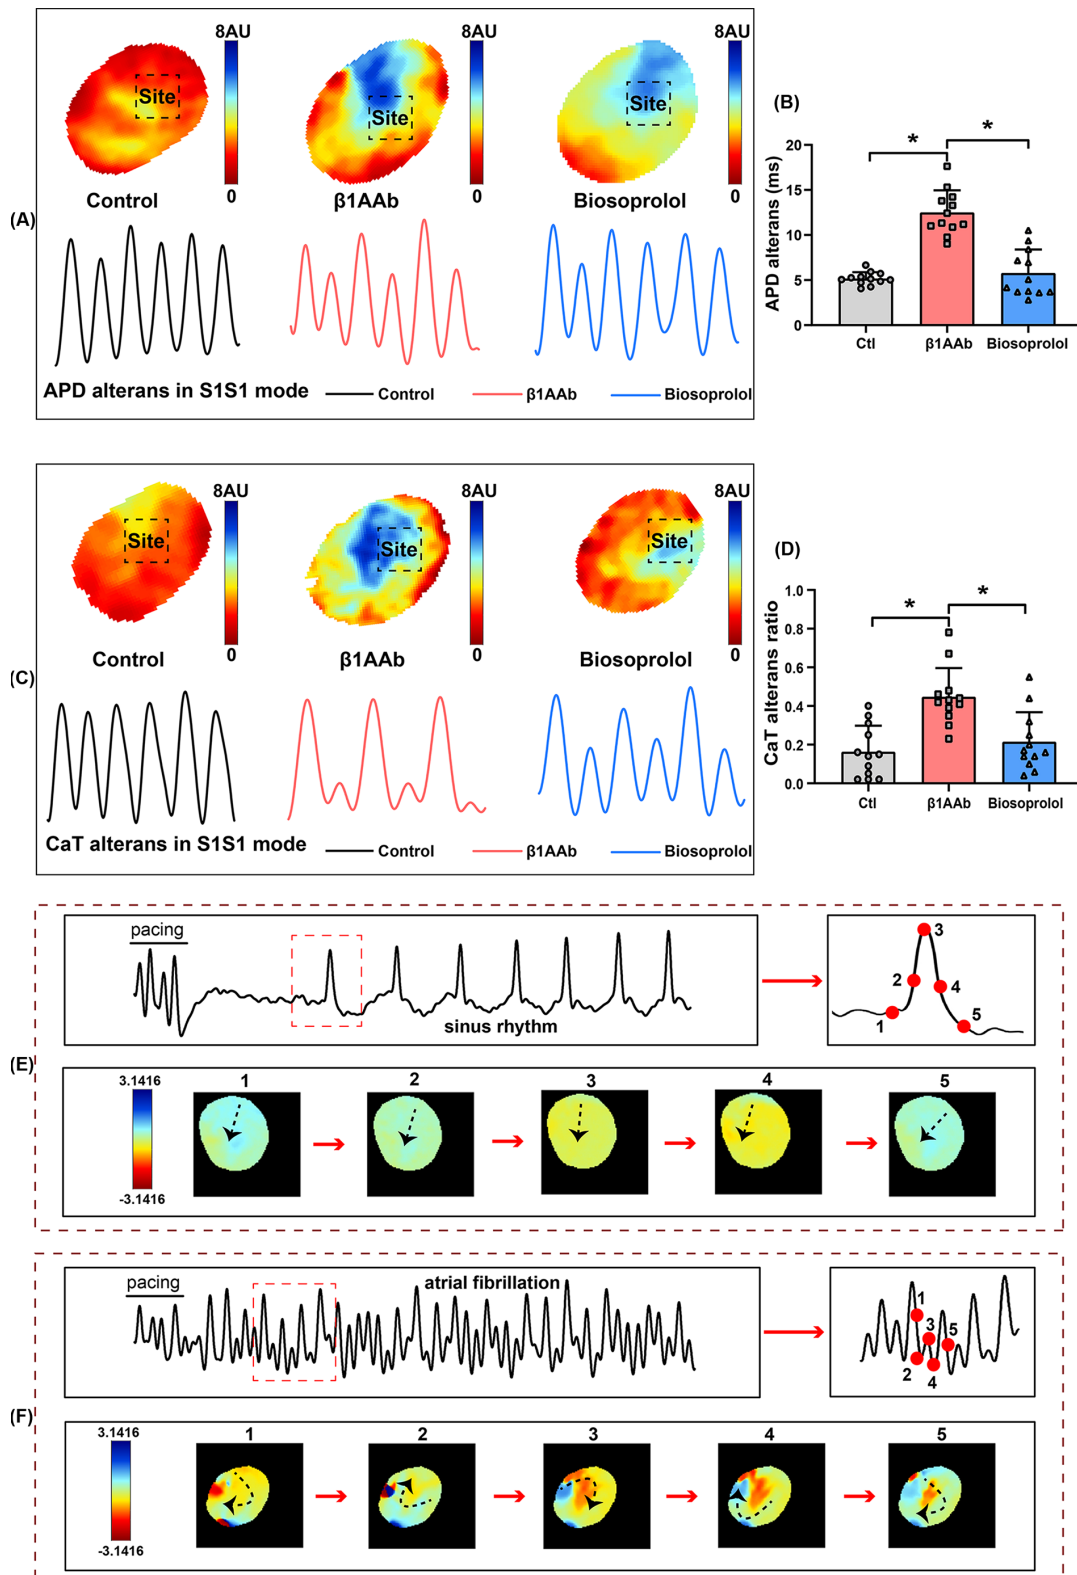 (A)
8AU
8AU
8AU
Site
Site
Site
0
0
0
Control
β1AAb
Biosoprolol
APD alterans in S1S1 mode
Control
β1AAb
Biosoprolol
(B)
*
*
APD alterans (ms)
20
15
10
5
0
Ctl
β1AAb
Biosoprolol
(C)
8AU
8AU
8AU
Site
Site
Site
0
0
0
Control
β1AAb
Biosoprolol
CaT alterans in S1S1 mode
Control
β1AAb
Biosoprolol
(D)
*
*
CaT alterans ratio
1.0
0.8
0.6
0.4
0.2
0.0
Ctl
β1AAb
Biosoprolol
(E)
pacing
sinus rhythm
1
2
3
4
5
3.1416
-3.1416
1
2
3
4
5
(F)
pacing
atrial fibrillation
1
2
3
4
5
3.1416
-3.1416
1
2
3
4
5